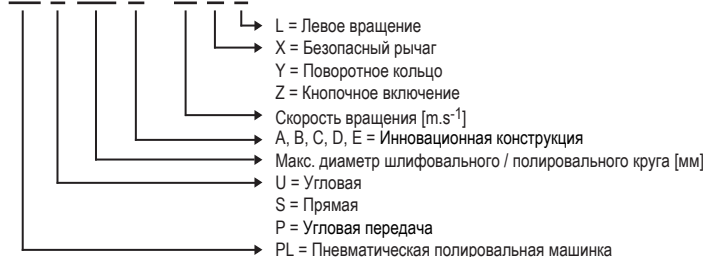 L = Левое вращение
X = Безопасный рычаг
Y = Поворотное кольцо
Z = Кнопочное включение
Скорость вращения [m.s-1]
A, B, C, D, E = Инновационная конструкция
Макс. диаметр шлифовального / полировального круга [мм]
U = Угловая
S = Прямая
P = Угловая передача
PL = Пневматическая полировальная машинка